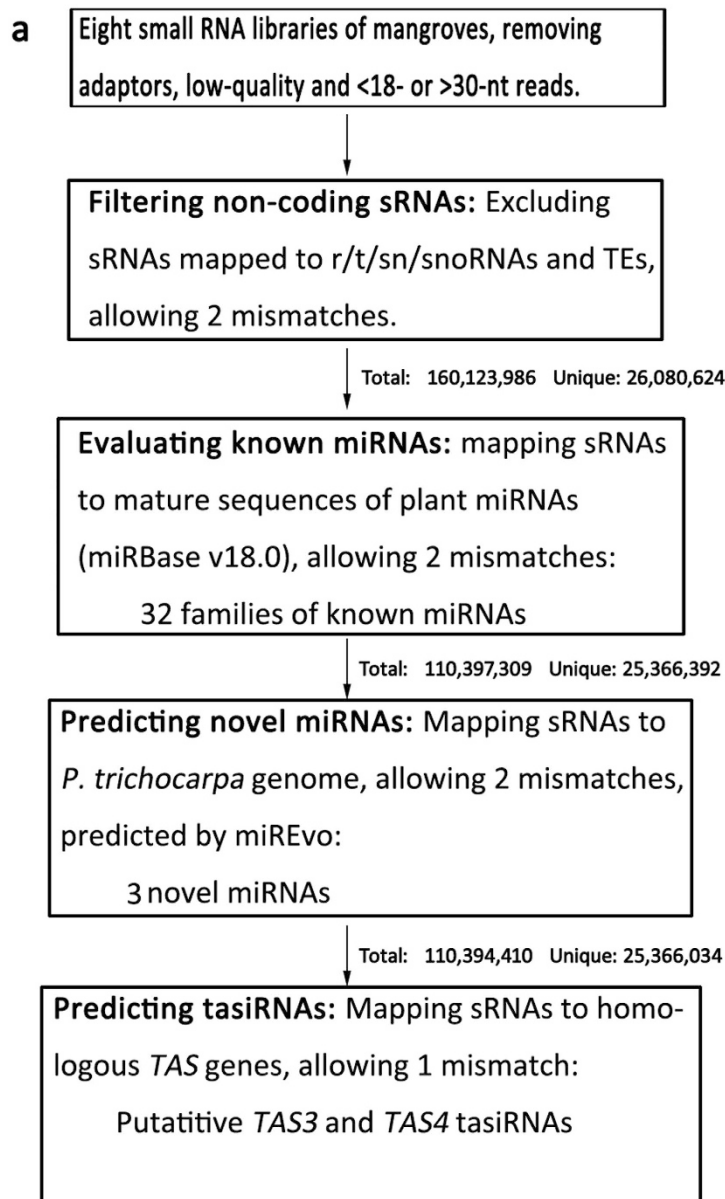 a
Eight small RNA libraries of mangroves, removing
adaptors, low-quality and <18- or >30-nt reads.
Filtering non-coding sRNAs: Excluding
sRNAs mapped to r/t/sn/snoRNAs and TEs,
allowing 2 mismatches.
Total: 160,123,986 Unique: 26,080,624
Evaluating known miRNAs: mapping sRNAs
to mature sequences of plant miRNAs
(miRBase v18.0), allowing 2 mismatches:
32 families of known miRNAs
Total: 110,397,309 Unique: 25,366,392
Predicting novel miRNAs: Mapping sRNAs to
P. trichocarpa genome, allowing 2 mismatches,
predicted by miREvo:
3 novel miRNAs
Total: 110,394,410 Unique: 25,366,034
Predicting tasiRNAs: Mapping sRNAs to homo-
logous TAS genes, allowing 1 mismatch:
Putatitive TAS3 and TAS4 tasiRNAs